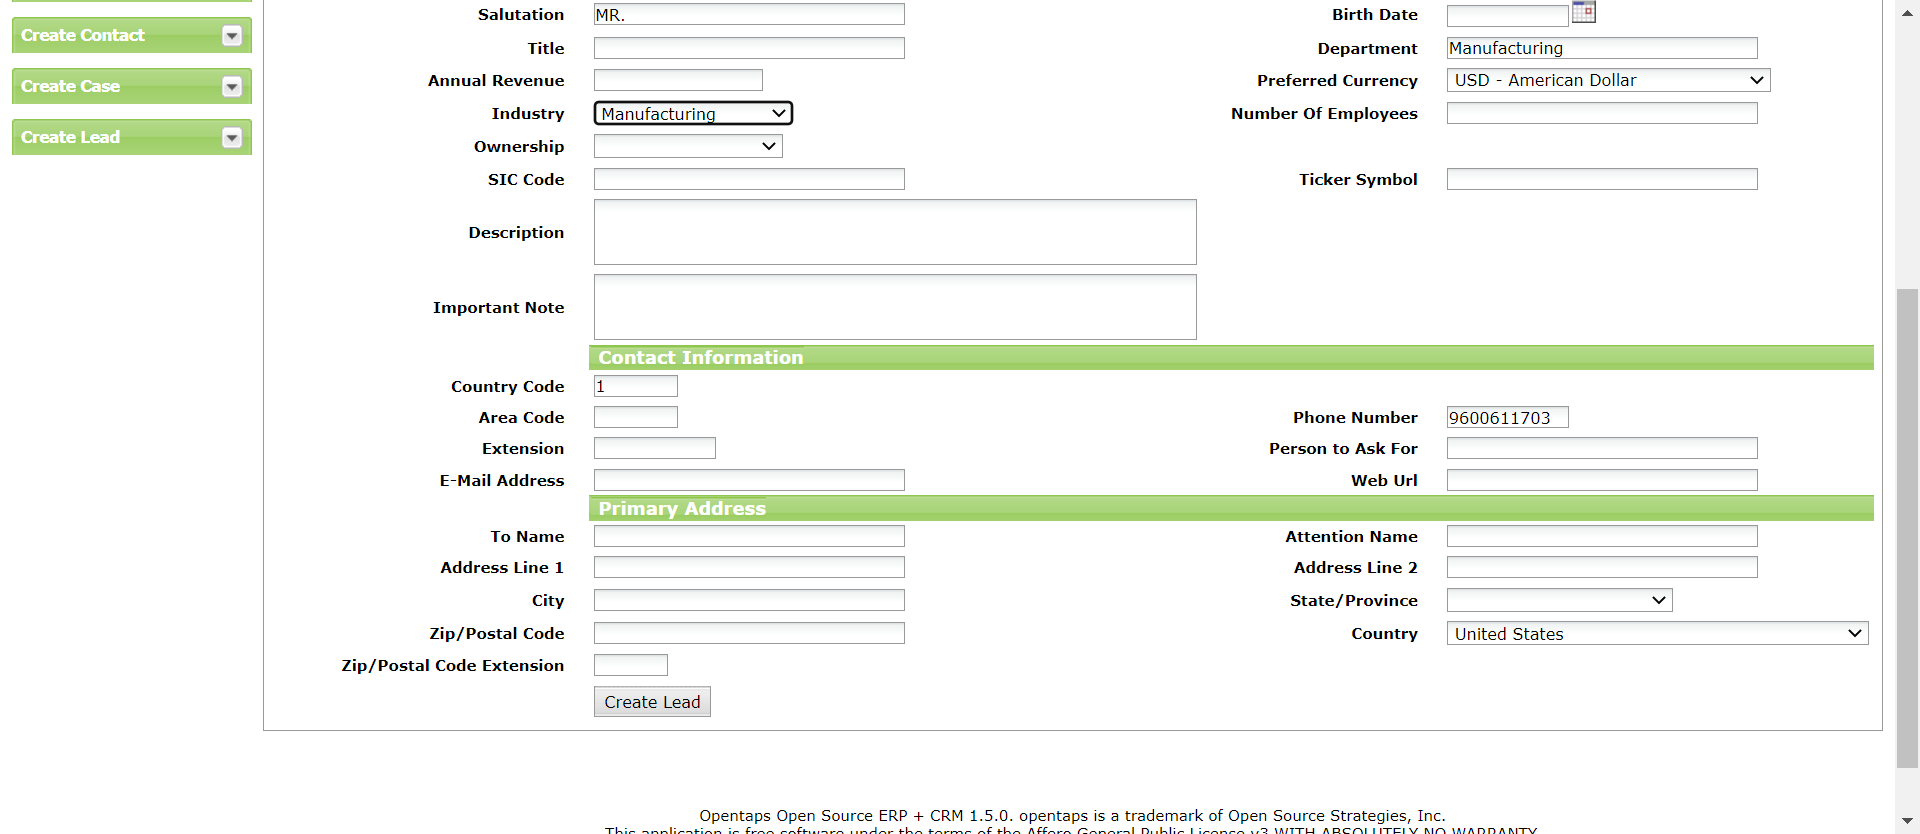 Create Contact
Create Case
Create Lead
Salutation MR. Birth Date
Title Department Manufacturing
Annual Revenue Preferred Currency USD - American Dollar
Industry Manufacturing Number Of Employees
Ownership
SIC Code Ticker Symbol
Description
Important Note
Contact Information
Country Code 1
Area Code Phone Number 9600611703
Extension Person to Ask For
E-Mail Address Web Url
Primary Address
To Name Attention Name
Address Line 1 Address Line 2
City State/Province
Zip/Postal Code Country United States
Zip/Postal Code Extension
Create Lead
Opentaps Open Source ERP + CRM 1.5.0. opentaps is a trademark of Open Source Strategies, Inc.
This application is free software under the terms of the Affero General Public Licence v3 WITH ABSOLUTELY NO WARRANTY